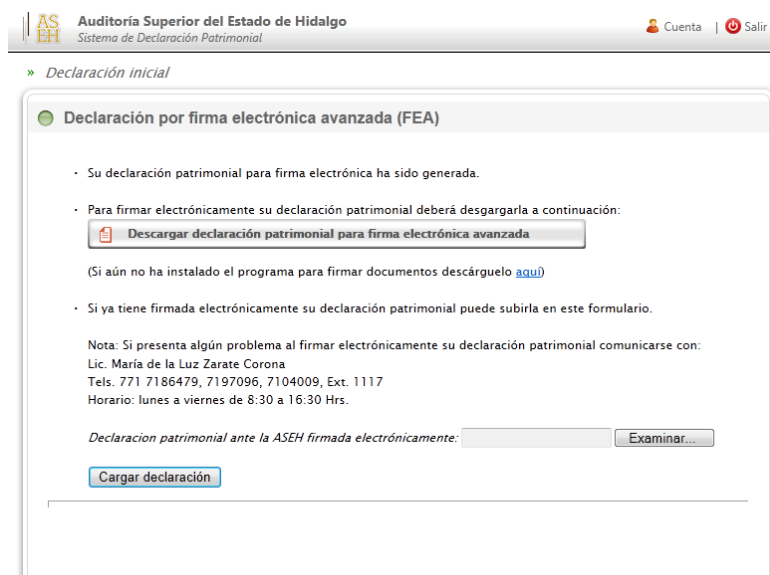 AS
EH
Auditoría Superior del Estado de Hidalgo
Sistema de Declaración Patrimonial
Cuenta | Salir
» Declaración inicial
Declaración por firma electrónica avanzada (FEA)
· Su declaración patrimonial para firma electrónica ha sido generada.
· Para firmar electrónicamente su declaración patrimonial deberá desgargarla a continuación:
Descargar declaración patrimonial para firma electrónica avanzada
(Si aún no ha instalado el programa para firmar documentos descárguelo aquí)
· Si ya tiene firmada electrónicamente su declaración patrimonial puede subirla en este formulario.
Nota: Si presenta algún problema al firmar electrónicamente su declaración patrimonial comunicarse con:
Lic. María de la Luz Zarate Corona
Tels. 771 7186479, 7197096, 7104009, Ext. 1117
Horario: lunes a viernes de 8:30 a 16:30 Hrs.
Declaracion patrimonial ante la ASEH firmada electrónicamente: Examinar...
Cargar declaración